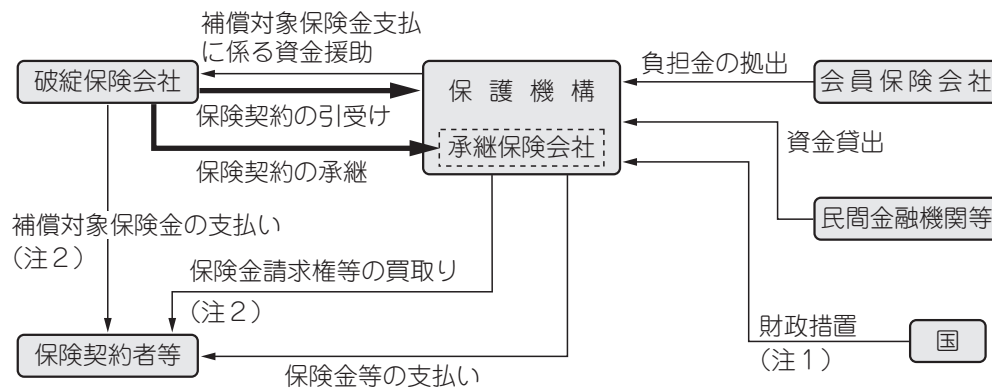 補償対象保険金支払
に係る資金援助
破綻保険会社
保護機構
負担金の拠出
会員保険会社
保険契約の引受け
承継保険会社
資金貸出
保険契約の承継
補償対象保険金の支払い
(注2)
民間金融機関等
保険金請求権等の買取り
(注2)
財政措置
(注1)
国
保険契約者等
保険金等の支払い